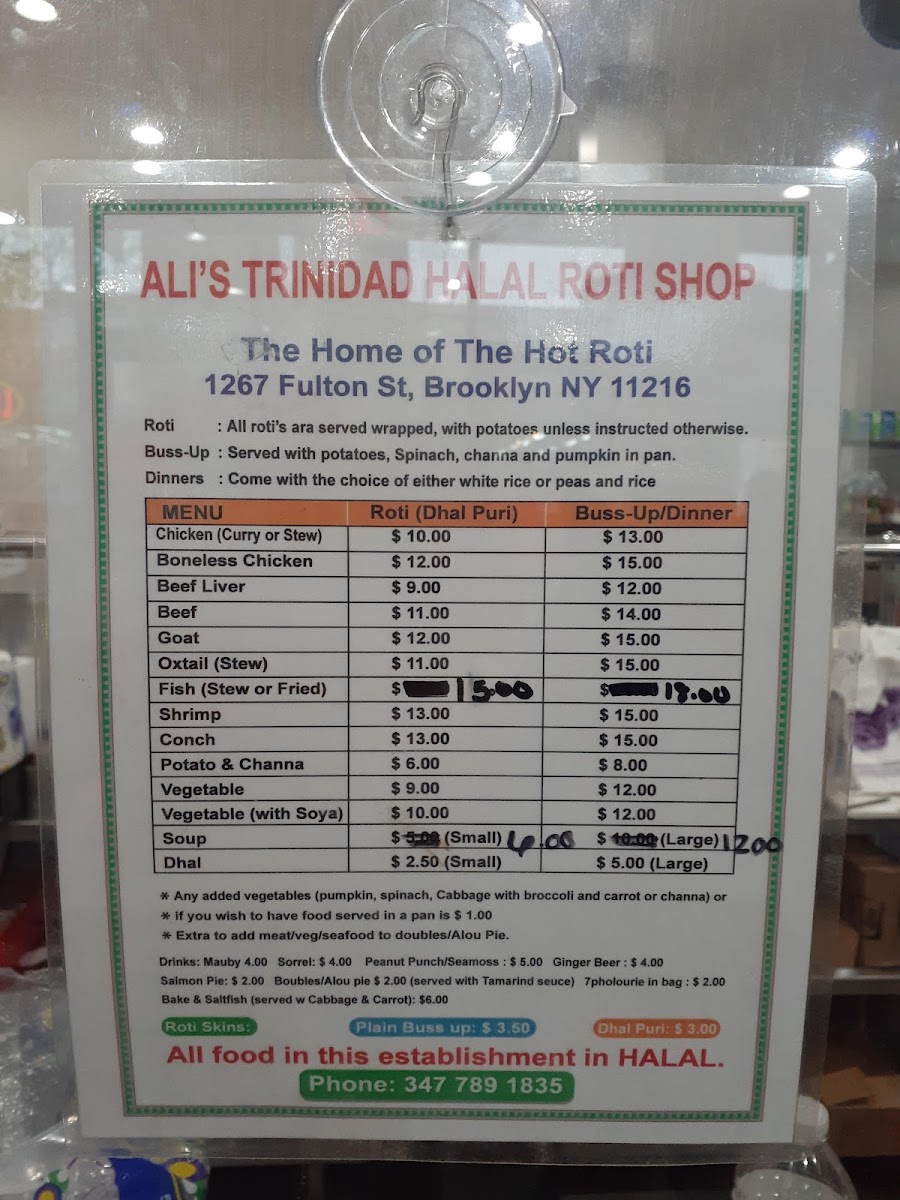 ALI'S TRINIDAD HALAL ROTI SHOP
The Home of The Hot Roti
1267 Fulton St, Brooklyn NY 11216
Roti : All roti's ara served wrapped, with potatoes unless instructed otherwise.
Buss-Up : Served with potatoes, Spinach, channa and pumpkin in pan.
Dinners : Come with the choice of either white rice or peas and rice
MENU Roti (Dhal Puri) Buss-Up/Dinner
Chicken (Curry or Stew) $ 10.00 $ 13.00
Boneless Chicken $ 12.00 $ 15.00
Beef Liver $ 9.00 $ 12.00
Beef $ 11.00 $ 14.00
Goat $ 12.00 $ 15.00
Oxtail (Stew) $ 11.00 $ 15.00
Fish (Stew or Fried) $ 15.00 $ 18.00
Shrimp $ 13.00 $ 15.00
Conch $ 13.00 $ 15.00
Potato & Channa $ 6.00 $ 8.00
Vegetable $ 9.00 $ 12.00
Vegetable (with Soya) $ 10.00 $ 12.00
Soup $ 5.00 (Small) 6.00 $ 10.00 (Large) 1200
Dhal $ 2.50 (Small) $ 5.00 (Large)
* Any added vegetables (pumpkin, spinach, Cabbage with broccoli and carrot or channa) or
* if you wish to have food served in a pan is $ 1.00
* Extra to add meat/veg/seafood to doubles/Alou Pie.
Drinks: Mauby 4.00 Sorrel: $ 4.00 Peanut Punch/Seamoss : $ 5.00 Ginger Beer : $ 4.00
Salmon Pie: $ 2.00 Boubles/Alou pie $ 2.00 (served with Tamarind seuce) 7pholourie in bag : $ 2.00
Bake & Saltfish (served w Cabbage & Carrot): $6.00
Roti Skins: Plain Buss up: $ 3.50 Dhal Puri: $ 3.00
All food in this establishment in HALAL.
Phone: 347 789 1835